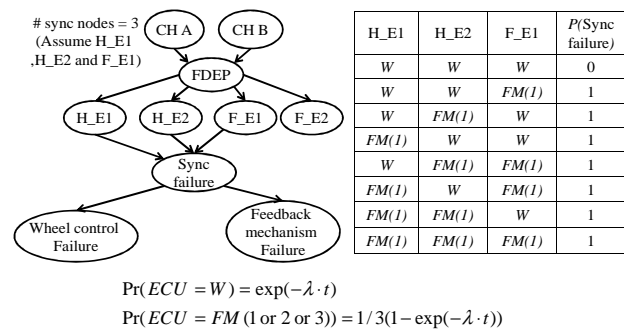 # sync nodes = 3
(Assume H_E1
,H_E2 and F_E1)
CH A
CH B
FDEP
H_E1
H_E2
F_E1
F_E2
Sync
failure
Wheel control
Failure
Feedback
mechanism
Failure
H_E1 H_E2 F_E1 P(Sync failure)
W W W 0
W W FM(1) 1
W FM(1) W 1
FM(1) W W 1
W FM(1) FM(1) 1
FM(1) W FM(1) 1
FM(1) FM(1) W 1
FM(1) FM(1) FM(1) 1
Pr(ECU = W) = exp(−λ · t)
Pr(ECU = FM (1 or 2 or 3)) = 1/3(1− exp(−λ · t))